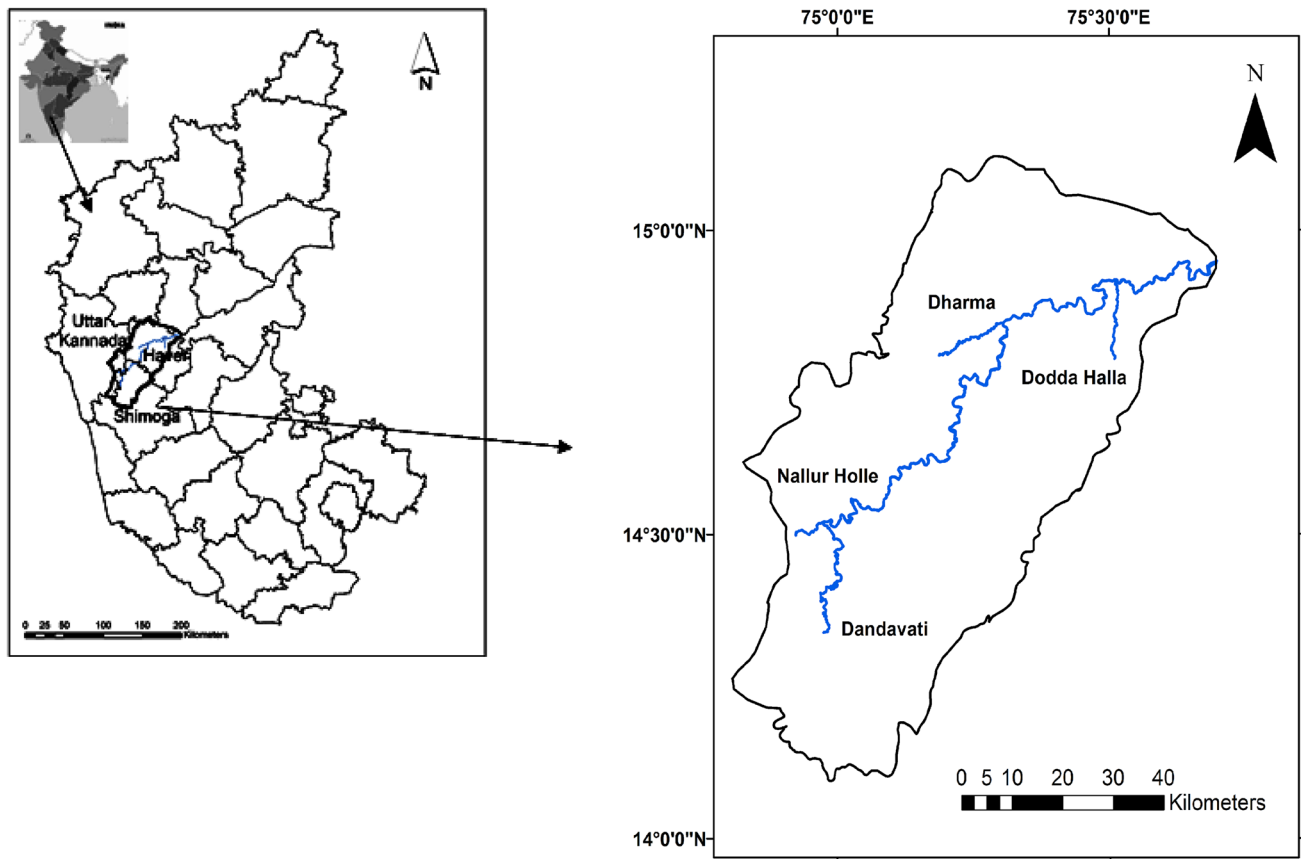 INDIA
N
Uttar
Kannada
Haveri
Shimoga
0 25 50 100 150 200
Kilometers
75°0'0"E 75°30'0"E
N
15°0'0"N
Dharma
Dodda Halla
Nallur Holle
14°30'0"N
Dandavati
0 5 10 20 30 40
Kilometers
14°0'0"N